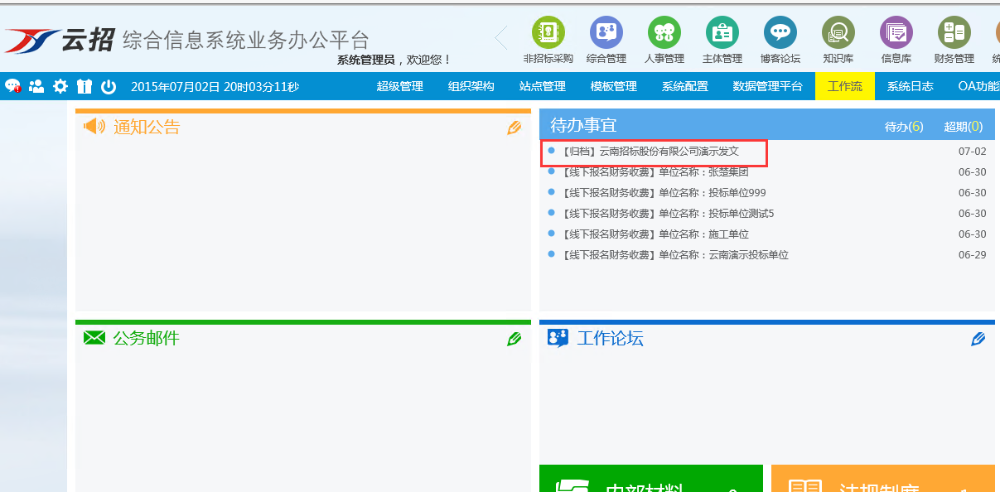 云招 综合信息系统业务办公平台
系统管理员，欢迎您！
非招标采购 综合管理 人事管理 主体管理 博客论坛 知识库 信息库 财务管理
2015年07月02日 20时03分11秒 超级管理 组织架构 站点管理 模板管理 系统配置 数据管理平台 工作流 系统日志 OA功能
通知公告
待办事宜 待办(6) 超期(0)
【归档】云南招标股份有限公司演示发文 07-02
【线下报名财务收费】单位名称：张楚集团 06-30
【线下报名财务收费】单位名称：投标单位999 06-30
【线下报名财务收费】单位名称：投标单位测试5 06-30
【线下报名财务收费】单位名称：施工单位 06-30
【线下报名财务收费】单位名称：云南演示投标单位 06-29
公务邮件
工作论坛
内部材料
法规制度